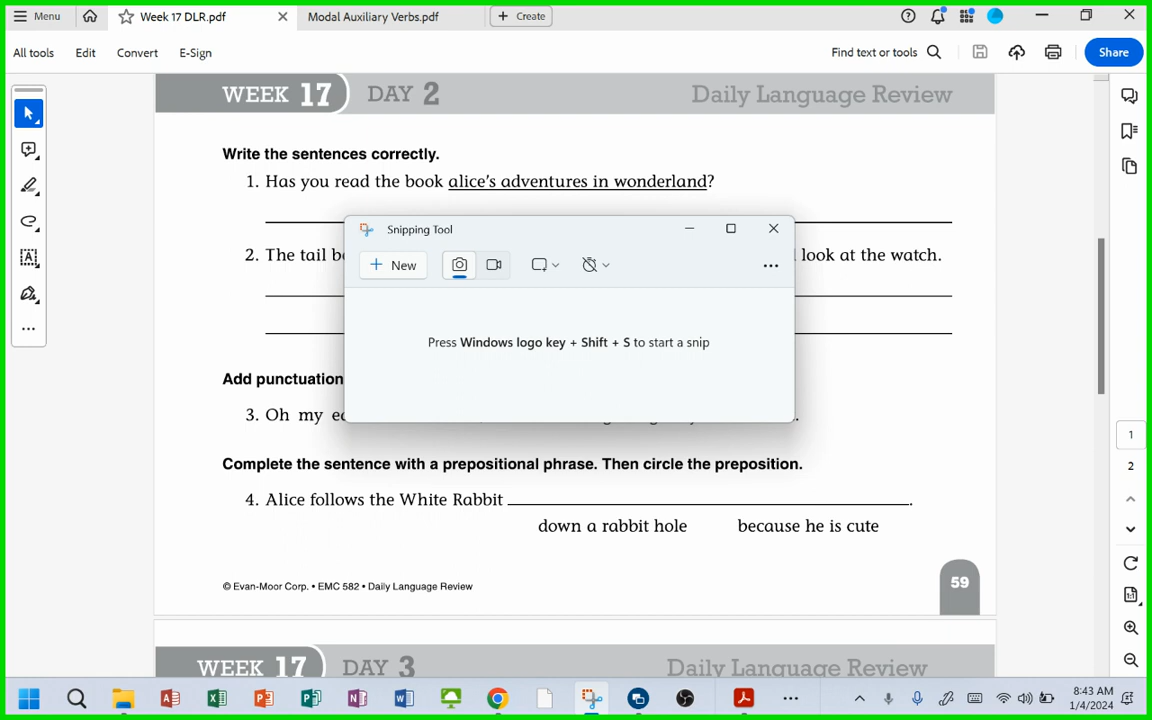 Menu
Week 17 DLR.pdf
Modal Auxiliary Verbs.pdf
Create
All tools
Edit
Convert
E-Sign
Find text or tools
Share
WEEK 17
DAY 2
Daily Language Review
Write the sentences correctly.
1. Has you read the book alice's adventures in wonderland?
Snipping Tool
2. The tail
look at the watch.
New
Press Windows logo key + Shift + S to start a snip
Add punctuation
3. Oh my
Complete the sentence with a prepositional phrase. Then circle the preposition.
4. Alice follows the White Rabbit
down a rabbit hole
because he is cute
© Evan-Moor Corp. • EMC 582 • Daily Language Review
59
WEEK 17
DAY 3
Daily Language Review
1
2
8:43 AM
1/4/2024